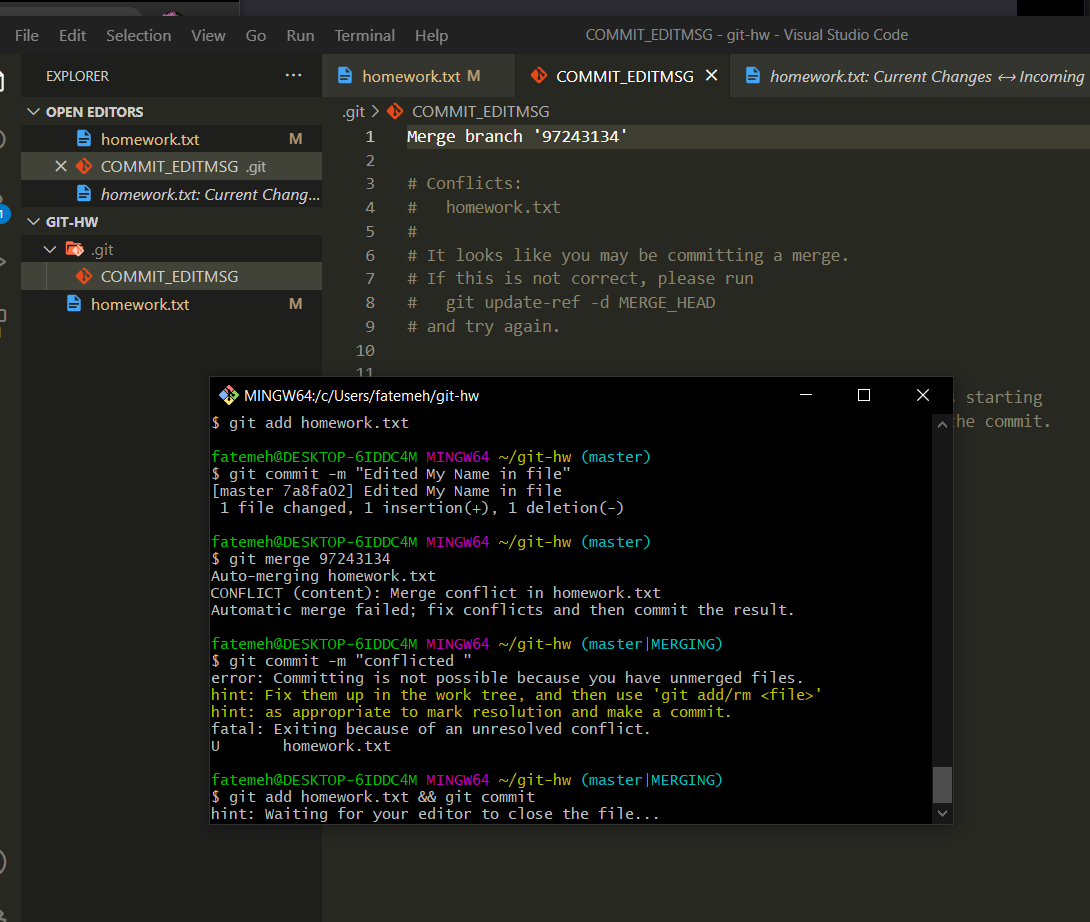 File Edit Selection View Go Run Terminal Help COMMIT_EDITMSG - git-hw - Visual Studio Code
EXPLORER ...
homework.txt M COMMIT_EDITMSG homework.txt: Current Changes ↔ Incoming
OPEN EDITORS
homework.txt M
COMMIT_EDITMSG .git
homework.txt: Current Chang...
GIT-HW
.git
COMMIT_EDITMSG
homework.txt M
1
.git > COMMIT_EDITMSG
1 Merge branch '97243134'
2
3 # Conflicts:
4 # homework.txt
5 #
6 # It looks like you may be committing a merge.
7 # If this is not correct, please run
8 # git update-ref -d MERGE_HEAD
9 # and try again.
10
11
starting
the commit.
MINGW64:/c/Users/fatemeh/git-hw
$ git add homework.txt
fatemeh@DESKTOP-6IDDC4M MINGW64 ~/git-hw (master)
$ git commit -m "Edited My Name in file"
[master 7a8fa02] Edited My Name in file
1 file changed, 1 insertion(+), 1 deletion(-)
fatemeh@DESKTOP-6IDDC4M MINGW64 ~/git-hw (master)
$ git merge 97243134
Auto-merging homework.txt
CONFLICT (content): Merge conflict in homework.txt
Automatic merge failed; fix conflicts and then commit the result.
fatemeh@DESKTOP-6IDDC4M MINGW64 ~/git-hw (master|MERGING)
$ git commit -m "conflicted "
error: Committing is not possible because you have unmerged files.
hint: Fix them up in the work tree, and then use 'git add/rm <file>'
hint: as appropriate to mark resolution and make a commit.
fatal: Exiting because of an unresolved conflict.
U homework.txt
fatemeh@DESKTOP-6IDDC4M MINGW64 ~/git-hw (master|MERGING)
$ git add homework.txt && git commit
hint: Waiting for your editor to close the file...